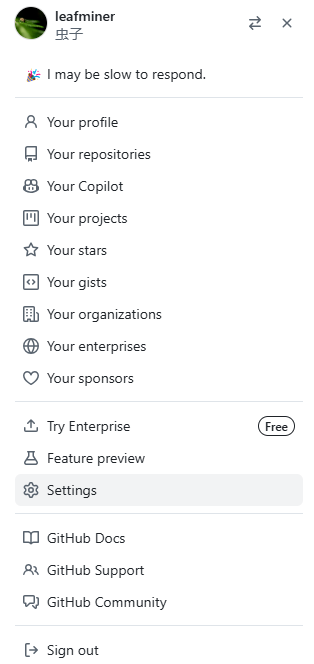 leafminer
虫子
I may be slow to respond.
Your profile
Your repositories
Your Copilot
Your projects
Your stars
Your gists
Your organizations
Your enterprises
Your sponsors
Try Enterprise Free
Feature preview
Settings
GitHub Docs
GitHub Support
GitHub Community
Sign out